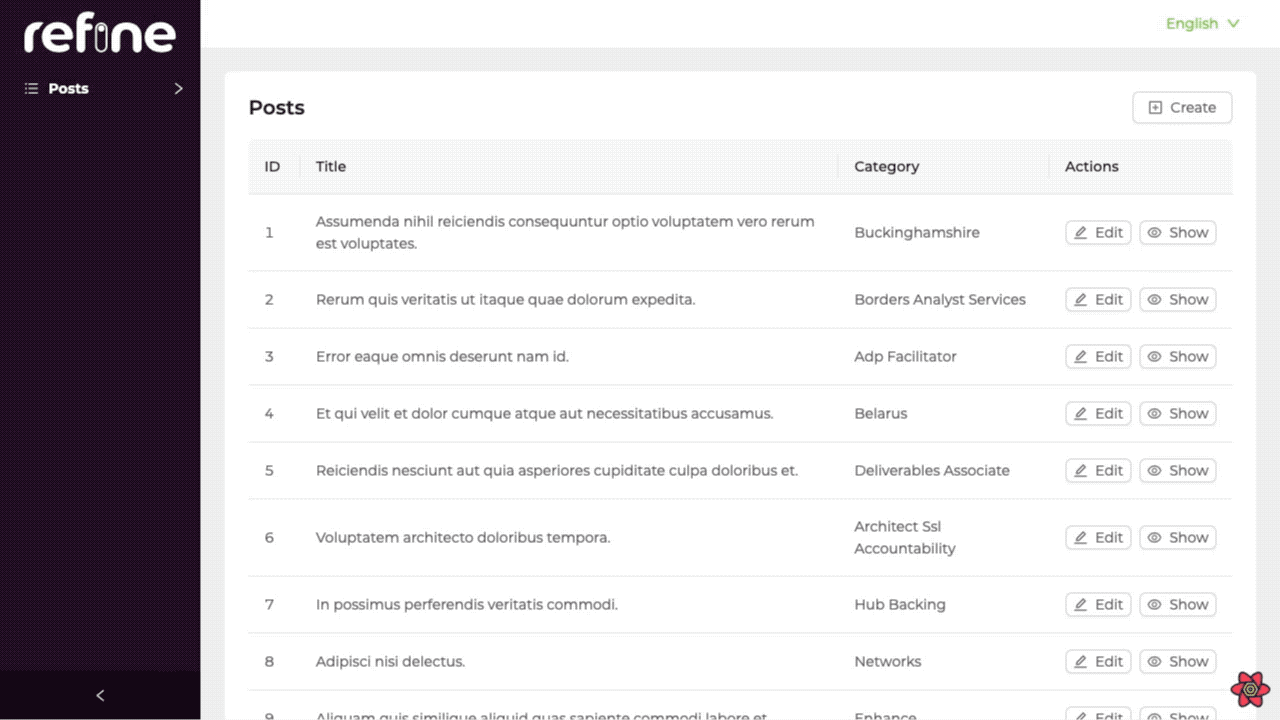 refine
English
Posts
Posts
Create
ID Title Category Actions
1 Assumenda nihil reiciendis consequuntur optio voluptatem vero rerum
est voluptates. Buckinghamshire Edit Show
2 Rerum quis veritatis ut itaque quae dolorum expedita. Borders Analyst Services Edit Show
3 Error eaque omnis deserunt nam id. Adp Facilitator Edit Show
4 Et qui velit et dolor cumque atque aut necessitatibus accusamus. Belarus Edit Show
5 Reiciendis nesciunt aut quia asperiores cupiditate culpa doloribus et. Deliverables Associate Edit Show
6 Voluptatem architecto doloribus tempora. Architect Ssl
Accountability Edit Show
7 In possimus perferendis veritatis commodi. Hub Backing Edit Show
8 Adipisci nisi delectus. Networks Edit Show
9 Aliquam quis similique aliquid quas sapiente commodi labore et. Enhance Edit Show